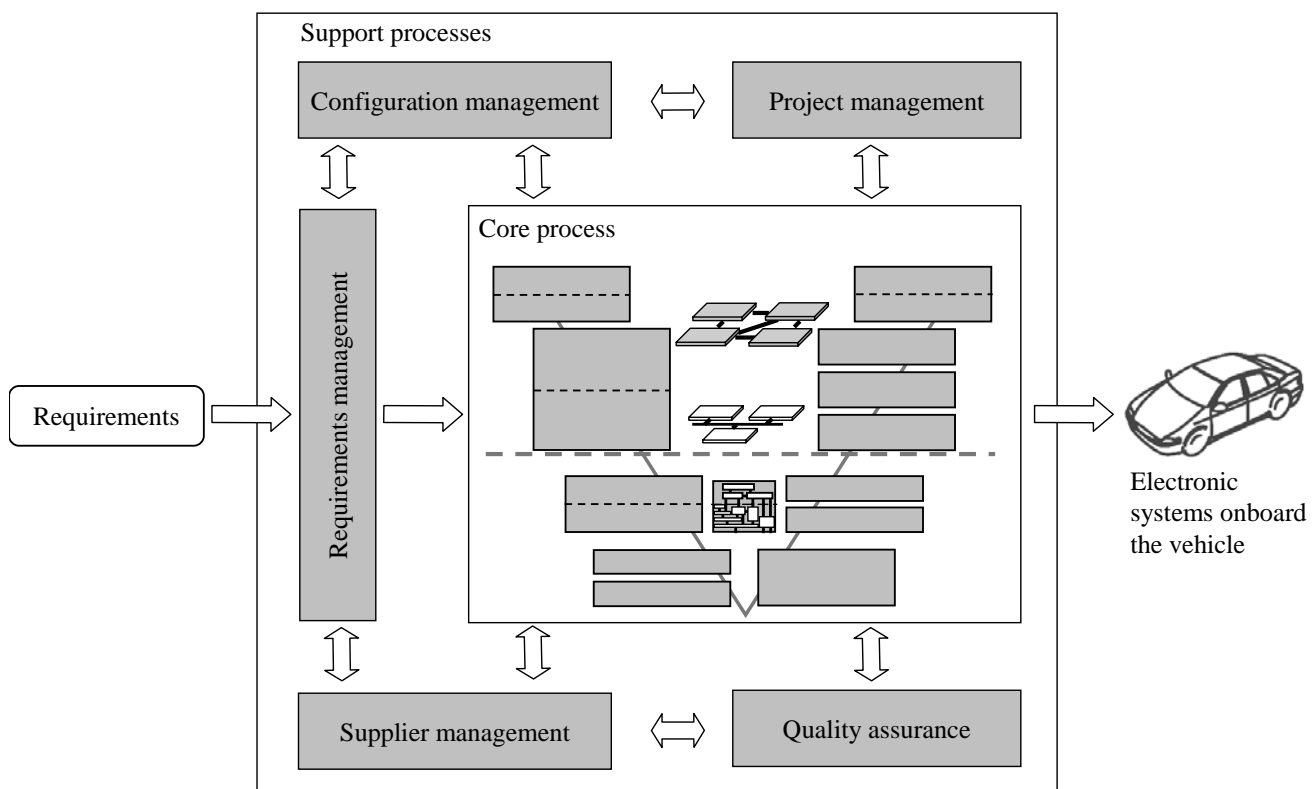 Support processes
Configuration management
Project management
Core process
Requirements management
Requirements
Electronic
systems onboard
the vehicle
Supplier management
Quality assurance